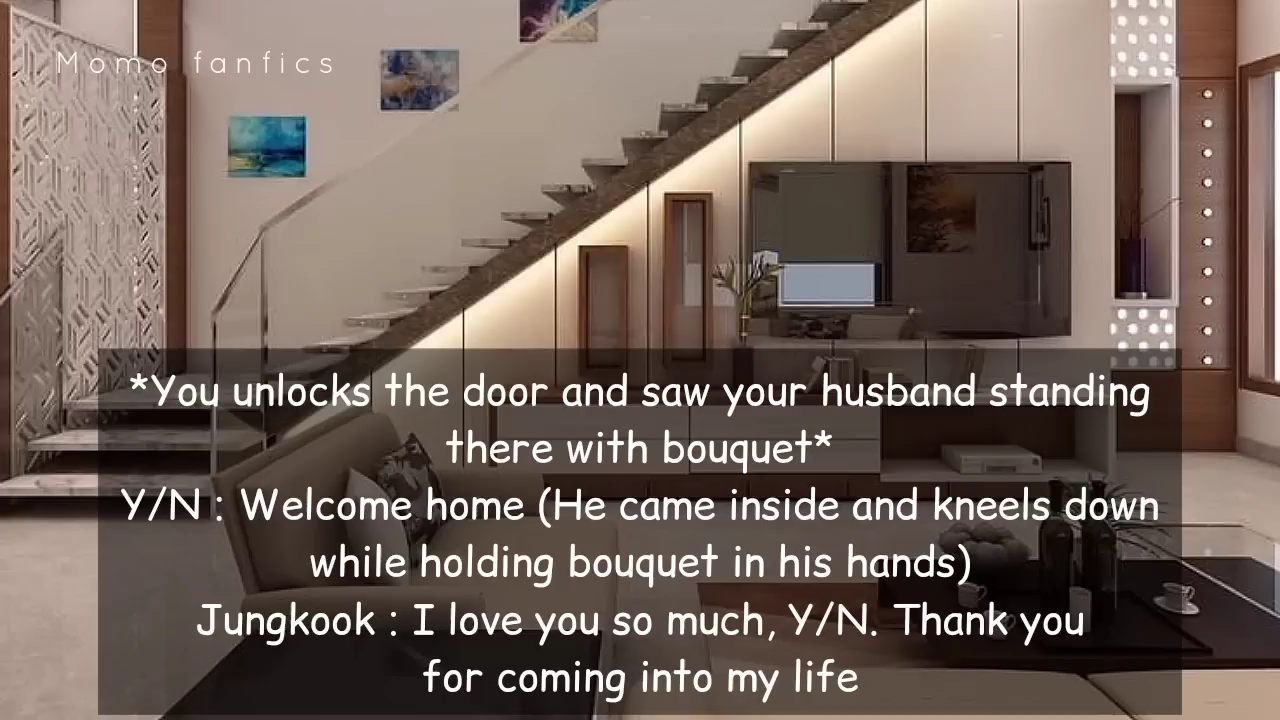 Momo fanfics
*You unlocks the door and saw your husband standing
there with bouquet*
Y/N : Welcome home (He came inside and kneels down
while holding bouquet in his hands)
Jungkook : I love you so much, Y/N. Thank you
for coming into my life